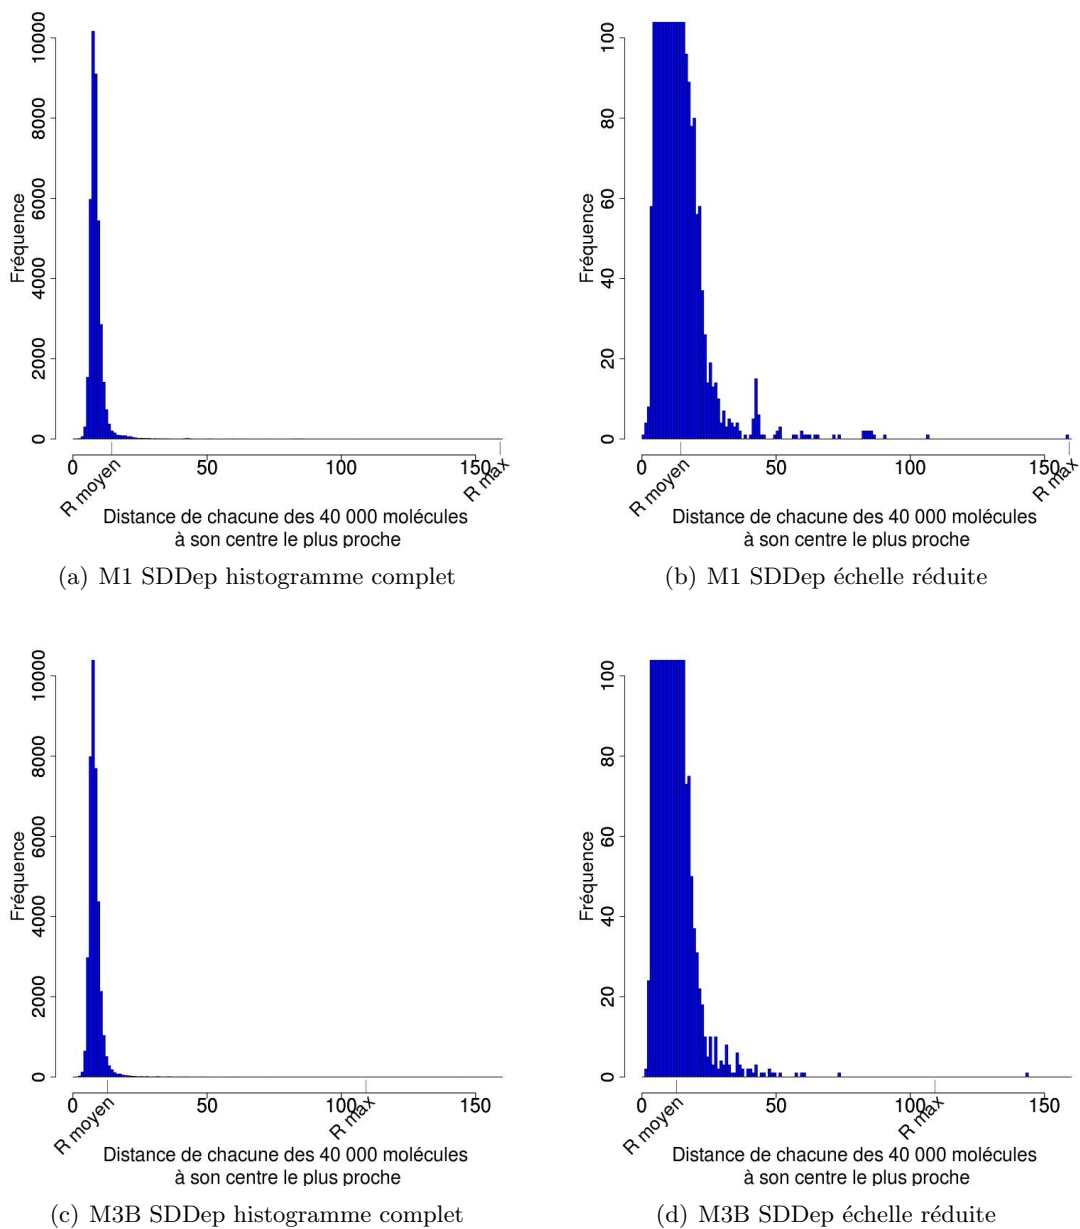 Fréquence
0 2000 4000 6000 8000 10000
0 50 100 150
R moyen R max
Distance de chacune des 40 000 molécules
à son centre le plus proche
(a) M1 SDDep histogramme complet
Fréquence
0 20 40 60 80 100
0 50 100 150
R moyen R max
Distance de chacune des 40 000 molécules
à son centre le plus proche
(b) M1 SDDep échelle réduite
Fréquence
0 2000 4000 6000 8000 10000
0 50 100 150
R moyen R max
Distance de chacune des 40 000 molécules
à son centre le plus proche
(c) M3B SDDep histogramme complet
Fréquence
0 20 40 60 80 100
0 50 100 150
R moyen R max
Distance de chacune des 40 000 molécules
à son centre le plus proche
(d) M3B SDDep échelle réduite